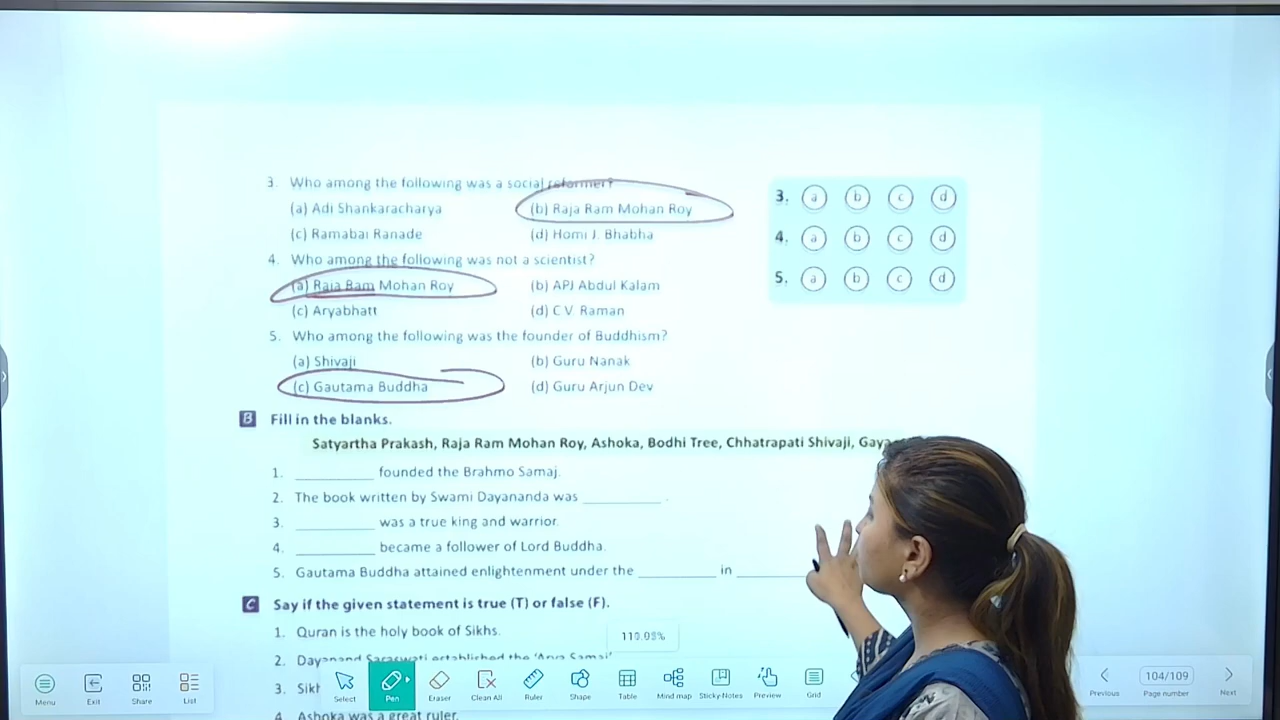 3. Who among the following was a social reformer?
(a) Adi Shankaracharya (b) Raja Ram Mohan Roy
(c) Ramabai Ranade (d) Homi J. Bhabha
4. Who among the following was not a scientist?
(a) Raja Ram Mohan Roy (b) APJ Abdul Kalam
(c) Aryabhatt (d) C.V. Raman
5. Who among the following was the founder of Buddhism?
(a) Shivaji (b) Guru Nanak
(c) Gautama Buddha (d) Guru Arjun Dev
3. a b c d
4. a b c d
5. a b c d
B Fill in the blanks.
Satyartha Prakash, Raja Ram Mohan Roy, Ashoka, Bodhi Tree, Chhatrapati Shivaji, Gaya
1. __________ founded the Brahmo Samaj.
2. The book written by Swami Dayananda was __________ .
3. __________ was a true king and warrior.
4. __________ became a follower of Lord Buddha.
5. Gautama Buddha attained enlightenment under the __________ in __________
C Say if the given statement is true (T) or false (F).
1. Quran is the holy book of Sikhs.
110.03%
2. Dayanand Saraswati established the 'Arya Samaj'
3. Sikh
4. Ashoka was a great ruler.
Menu Exit Share List Select Pen Eraser Clean All Ruler Shape Table Mind map Sticky Notes Preview Grid
Previous 104/109 Next
Page number